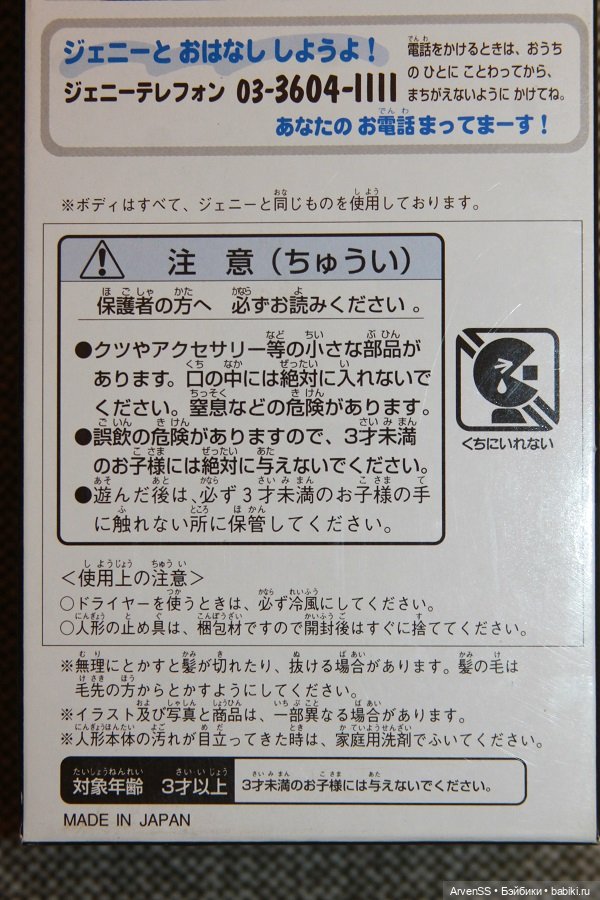 ジェニーと おはなし しようよ！
ジェニーテレフォン 03-3604-1111
電話をかけるときは、おうち
の ひとに ことわってから、
まちがえないように かけてね。
あなたの お電話 まってまーす！
※ボディはすべて、ジェニーと同じものを使用しております。
注 意（ちゅうい）
保護者の方へ 必ずお読みください。
●クツやアクセサリー等の小さな部品が
あります。口の中には絶対に入れないで
ください。窒息などの危険があります。
●誤飲の危険がありますので、3才未満
のお子様には絶対に与えないでください。
●遊んだ後は、必ず3才未満のお子様の手
に触れない所に保管してください。
くちにいれない
＜使用上の注意＞
○ドライヤーを使うときは、必ず冷風にしてください。
○人形の止め具は、梱包材ですので開封後はすぐに捨ててください。
※無理にとかすと髪が切れたり、抜ける場合があります。髪の毛は
毛先の方からとかすようにしてください。
※イラスト及び写真と商品は、一部異なる場合があります。
※人形本体の汚れが目立ってきた時は、家庭用洗剤でふいてください。
対象年齢 3才以上
3才未満のお子様には与えないでください。
MADE IN JAPAN
ArvenSS • Бэйбики • babiki.ru